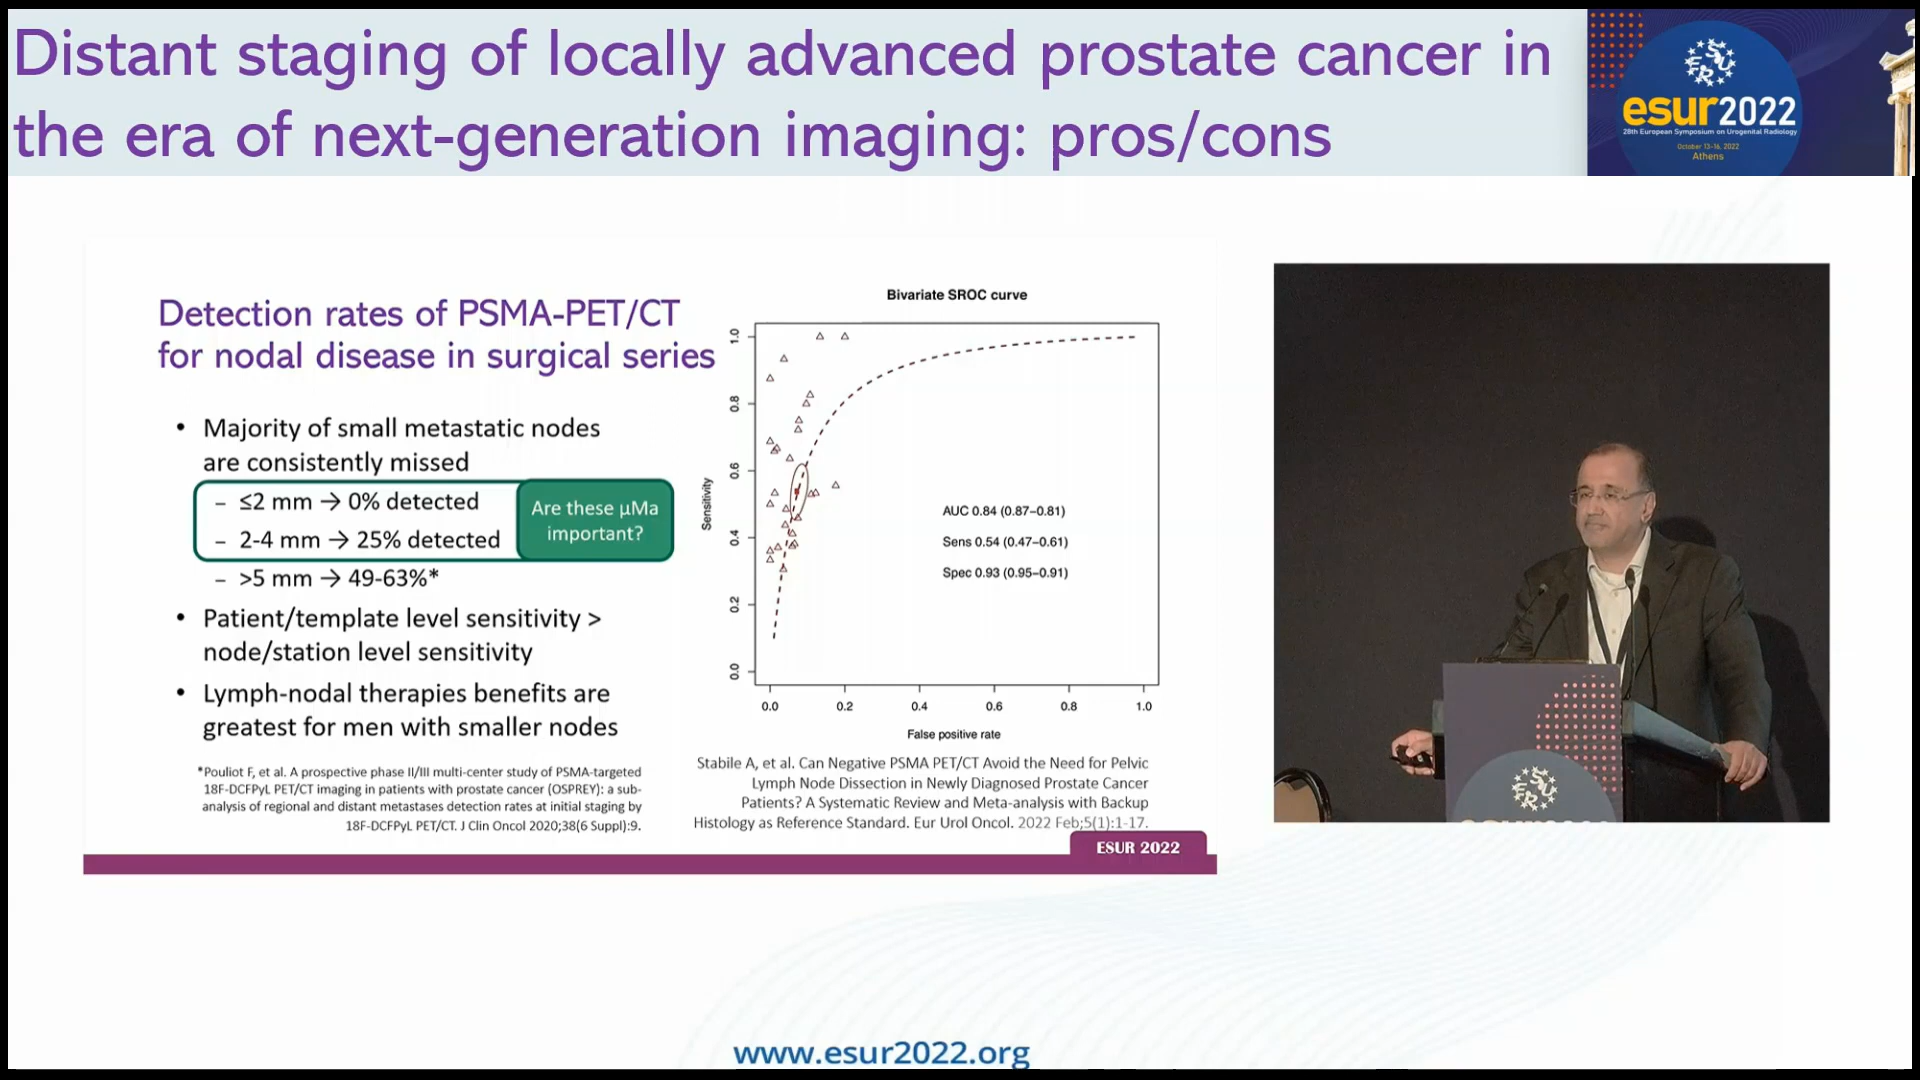 Distant staging of locally advanced prostate cancer in
the era of next-generation imaging: pros/cons
ESUR
esur2022
28th European Symposium on Urogenital Radiology
October 13-16, 2022
Athens
Detection rates of PSMA-PET/CT
for nodal disease in surgical series
• Majority of small metastatic nodes
are consistently missed
– ≤2 mm → 0% detected
– 2-4 mm → 25% detected
Are these µMa
important?
– >5 mm → 49-63%*
• Patient/template level sensitivity >
node/station level sensitivity
• Lymph-nodal therapies benefits are
greatest for men with smaller nodes
*Pouliot F, et al. A prospective phase II/III multi-center study of PSMA-targeted
18F-DCFPyL PET/CT imaging in patients with prostate cancer (OSPREY): a sub-
analysis of regional and distant metastases detection rates at initial staging by
18F-DCFPyL PET/CT. J Clin Oncol 2020;38(6 Suppl):9.
Bivariate SROC curve
Sensitivity
1.0
0.8
0.6
0.4
0.2
0.0
AUC 0.84 (0.87–0.81)
Sens 0.54 (0.47–0.61)
Spec 0.93 (0.95–0.91)
0.0 0.2 0.4 0.6 0.8 1.0
False positive rate
Stabile A, et al. Can Negative PSMA PET/CT Avoid the Need for Pelvic
Lymph Node Dissection in Newly Diagnosed Prostate Cancer
Patients? A Systematic Review and Meta-analysis with Backup
Histology as Reference Standard. Eur Urol Oncol. 2022 Feb;5(1):1-17.
ESUR 2022
ESUR
www.esur2022.org